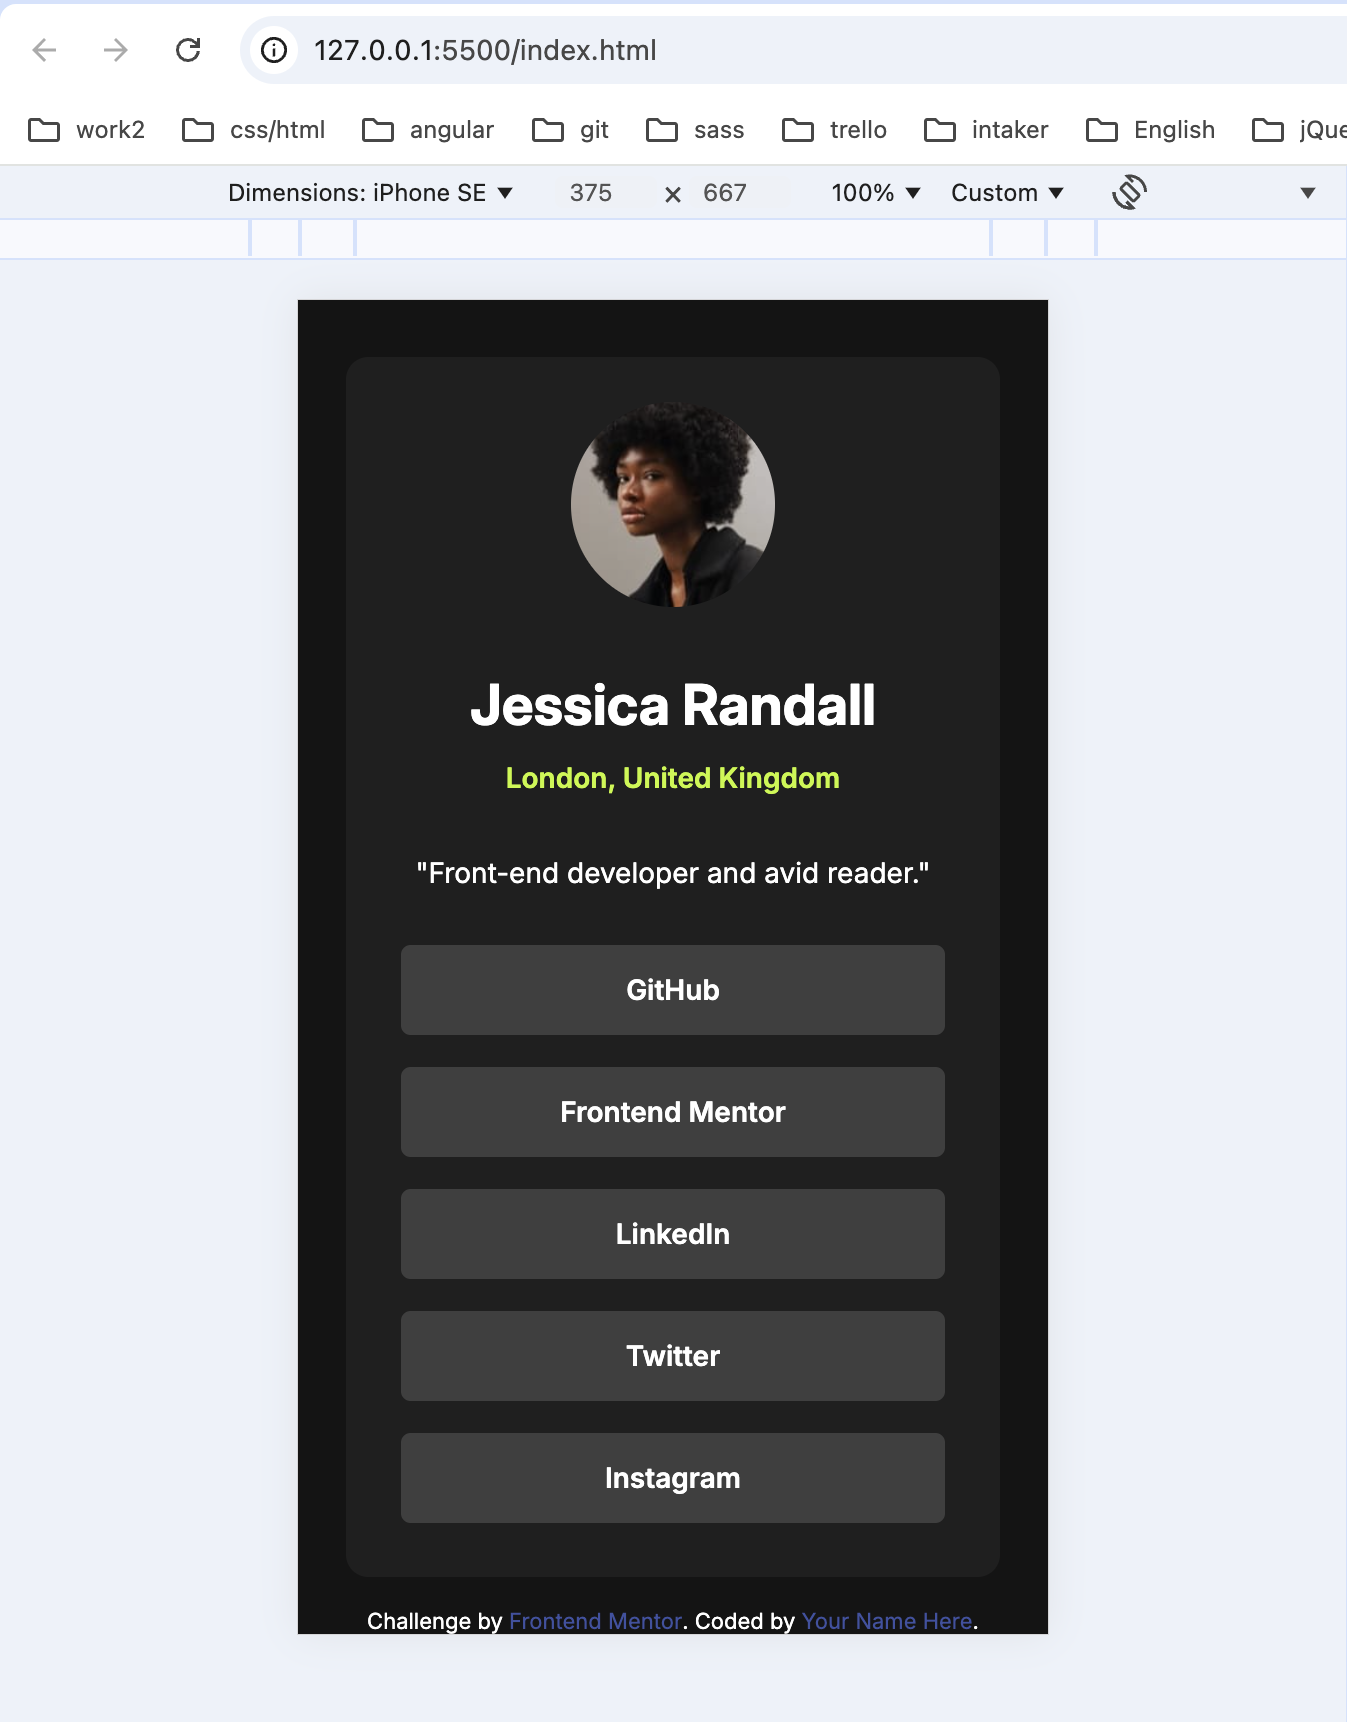 127.0.0.1:5500/index.html
work2 css/html angular git sass trello intaker English jQue
Dimensions: iPhone SE 375 × 667 100% Custom
Jessica Randall
London, United Kingdom
"Front-end developer and avid reader."
GitHub
Frontend Mentor
LinkedIn
Twitter
Instagram
Challenge by Frontend Mentor. Coded by Your Name Here.